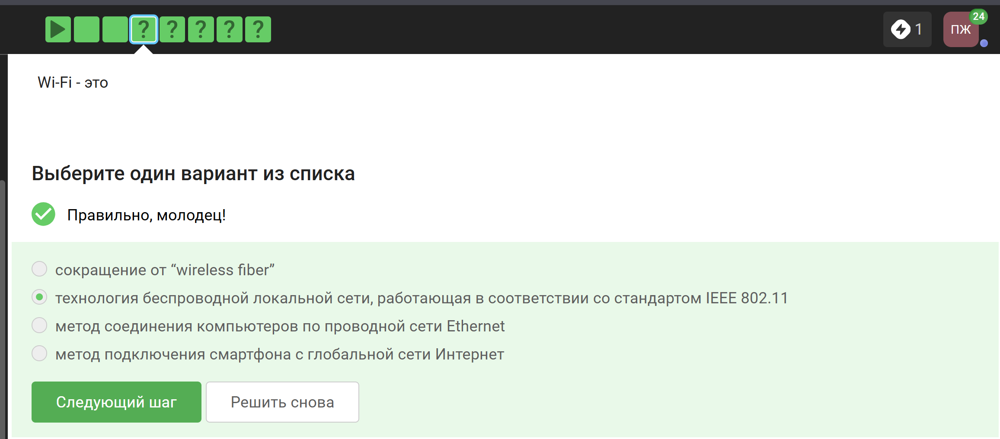 ? ? ? ? ?
1
ПЖ
24
Wi-Fi - это
Выберите один вариант из списка
Правильно, молодец!
сокращение от “wireless fiber”
технология беспроводной локальной сети, работающая в соответствии со стандартом IEEE 802.11
метод соединения компьютеров по проводной сети Ethernet
метод подключения смартфона с глобальной сети Интернет
Следующий шаг
Решить снова